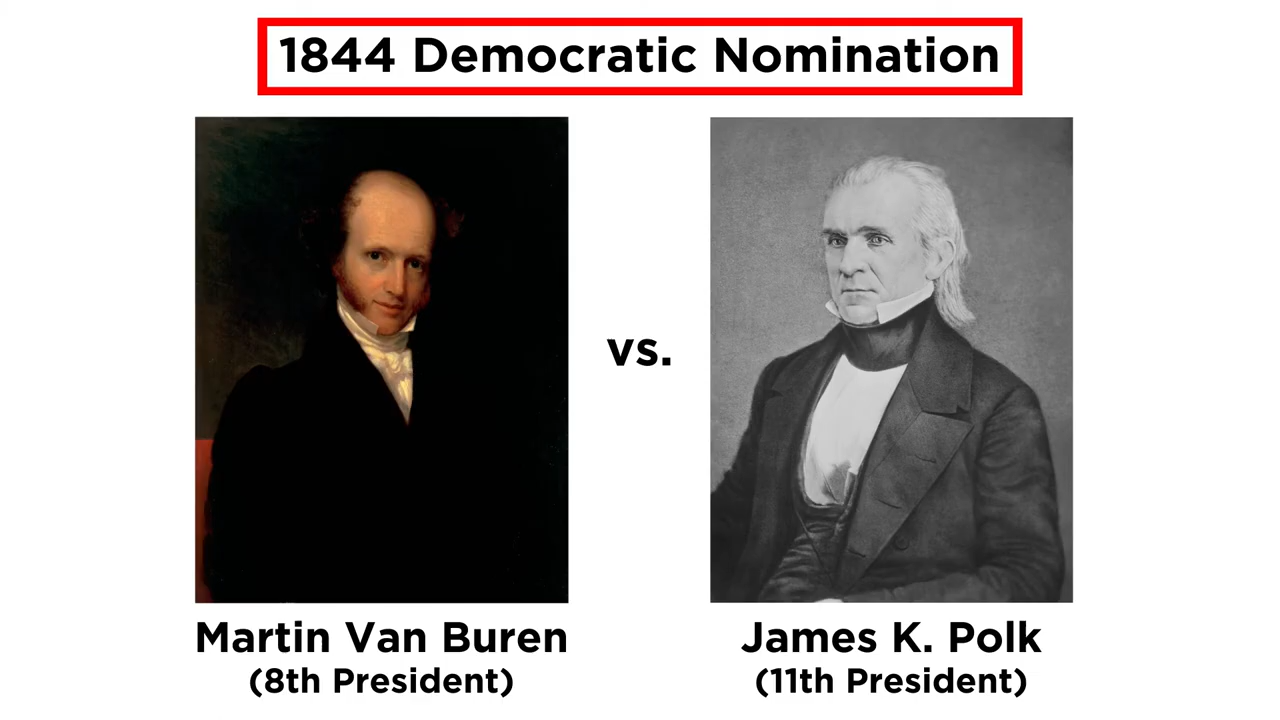 1844 Democratic Nomination
vs.
Martin Van Buren
(8th President)
James K. Polk
(11th President)